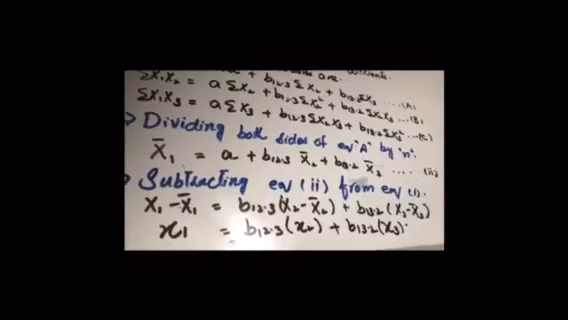 ΣX₁X₂ = aΣX₂ + b₁₂.₃ΣX₂² + b₁₃.₂ΣX₂X₃ ...(B)
ΣX₁X₃ = aΣX₃ + b₁₂.₃ΣX₂X₃ + b₁₃.₂ΣX₃² ...(C)
Dividing both sides of eq "A" by "n".
X̄₁ = a + b₁₂.₃ X̄₂ + b₁₃.₂ X̄₃ .... (ii)
Subtracting eq (ii) from eq (i).
X₁-X̄₁ = b₁₂.₃(X₂-X̄₂) + b₁₃.₂(X₃-X̄₃)
x₁ = b₁₂.₃(x₂) + b₁₃.₂(x₃).